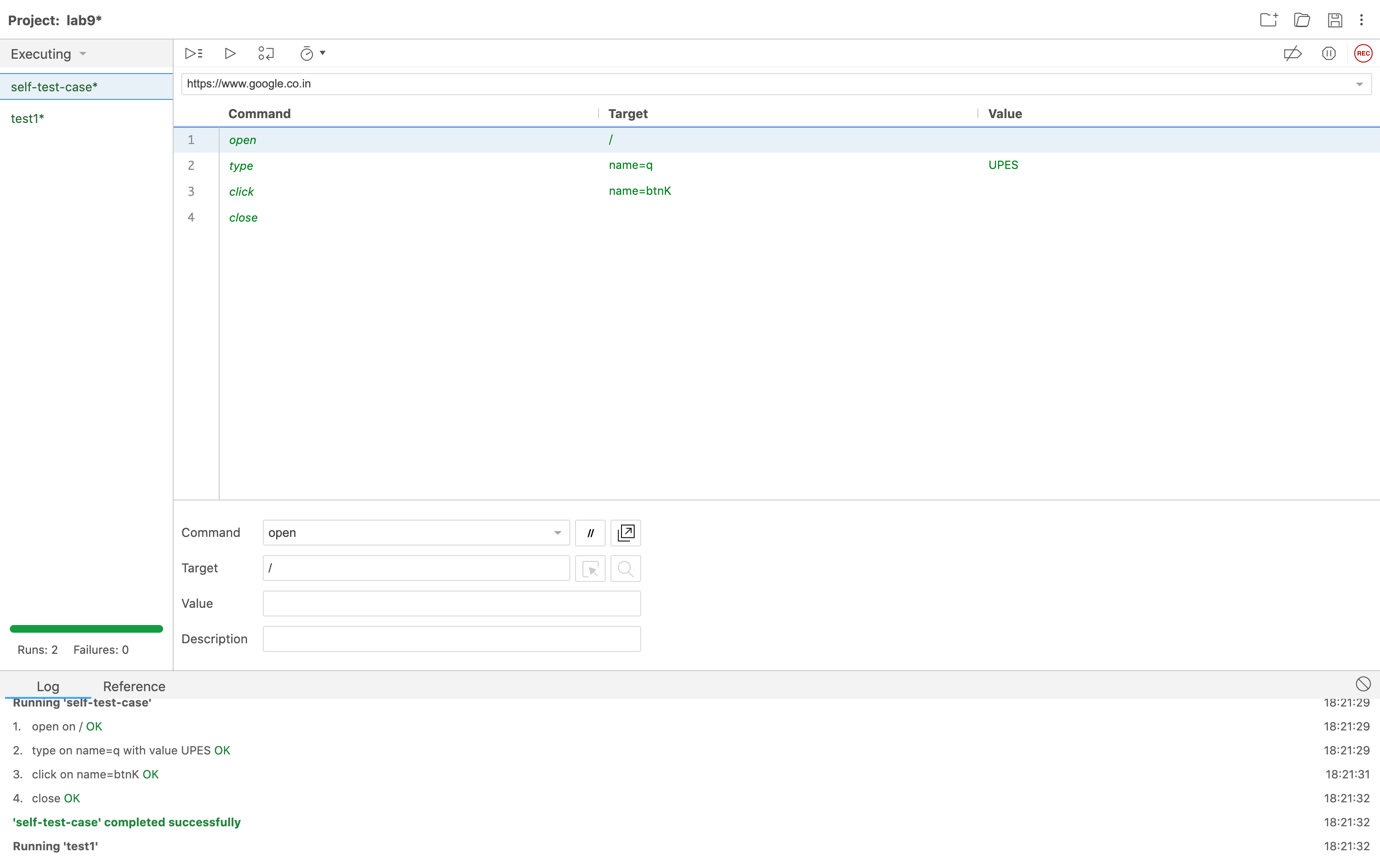 Project: lab9*
Executing
self-test-case*
test1*
Runs: 2 Failures: 0
REC
https://www.google.co.in
Command Target Value
1 open /
2 type name=q UPES
3 click name=btnK
4 close
Command open //
Target /
Value
Description
Log Reference
Running 'self-test-case' 18:21:29
1. open on / OK 18:21:29
2. type on name=q with value UPES OK 18:21:29
3. click on name=btnK OK 18:21:31
4. close OK 18:21:32
'self-test-case' completed successfully 18:21:32
Running 'test1' 18:21:32